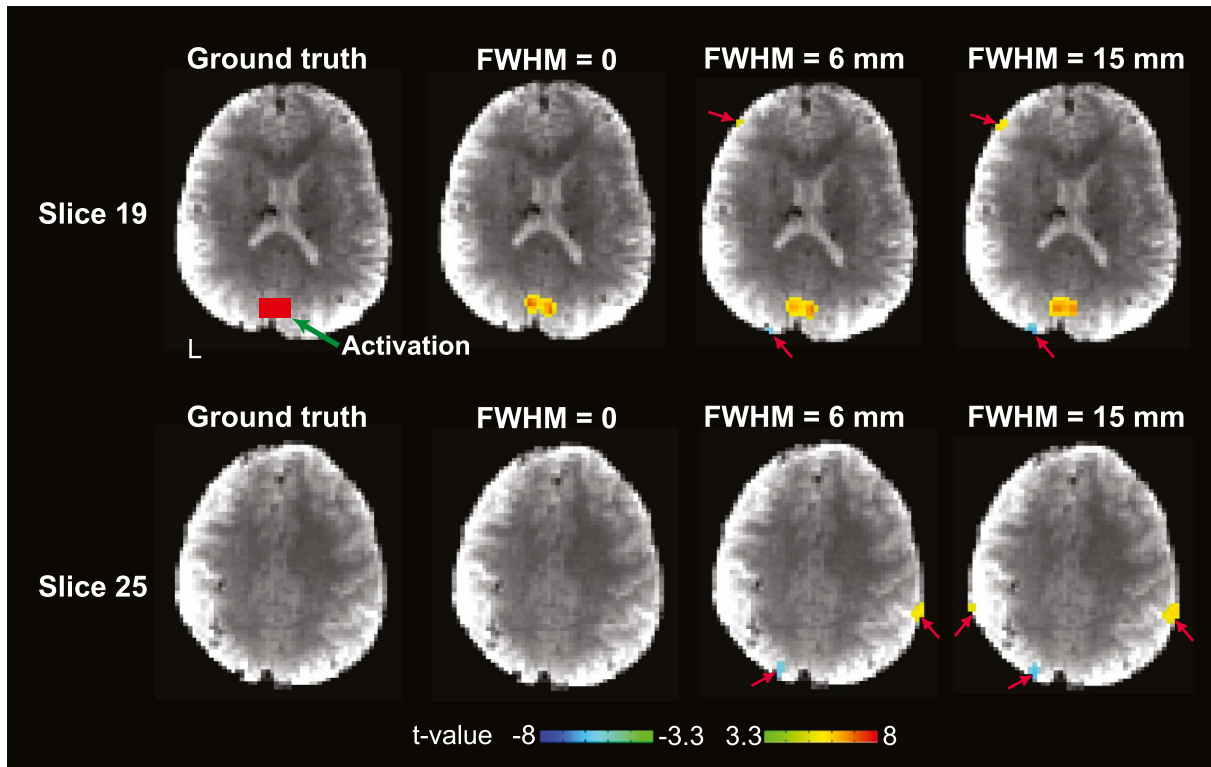 Ground truth
FWHM = 0
FWHM = 6 mm
FWHM = 15 mm
Slice 19
Activation
L
Ground truth
FWHM = 0
FWHM = 6 mm
FWHM = 15 mm
Slice 25
t-value -8 -3.3 3.3 8